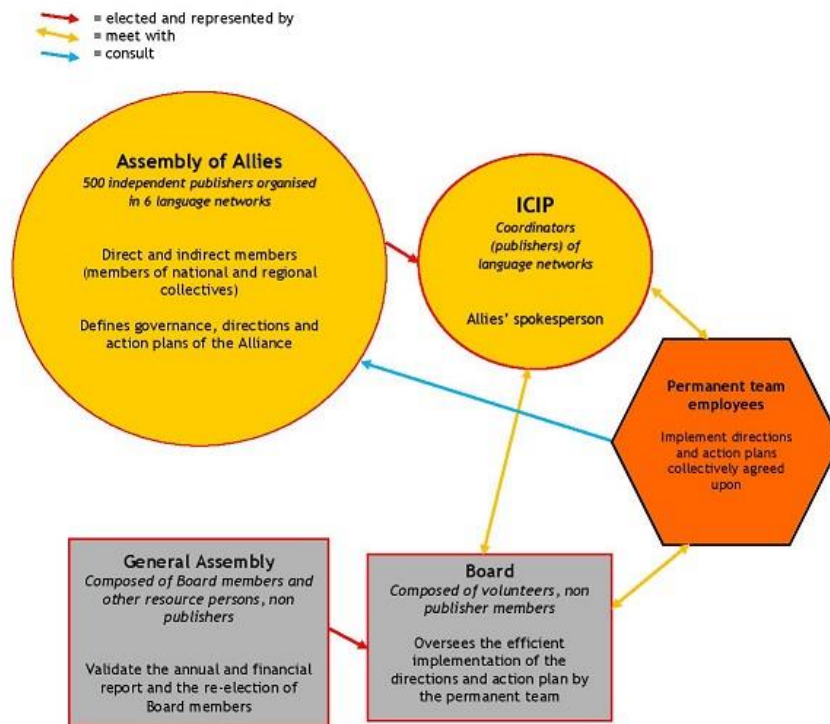 = elected and represented by
= meet with
= consult
Assembly of Allies
500 independent publishers organised
in 6 language networks
Direct and indirect members
(members of national and regional
collectives)
Defines governance, directions and
action plans of the Alliance
ICIP
Coordinators
(publishers) of
language networks
Allies' spokesperson
Permanent team
employees
Implement directions
and action plans
collectively agreed
upon
General Assembly
Composed of Board members and
other resource persons, non
publishers
Validate the annual and financial
report and the re-election of
Board members
Board
Composed of volunteers, non
publisher members
Oversees the efficient
implementation of the
directions and action plan by
the permanent team